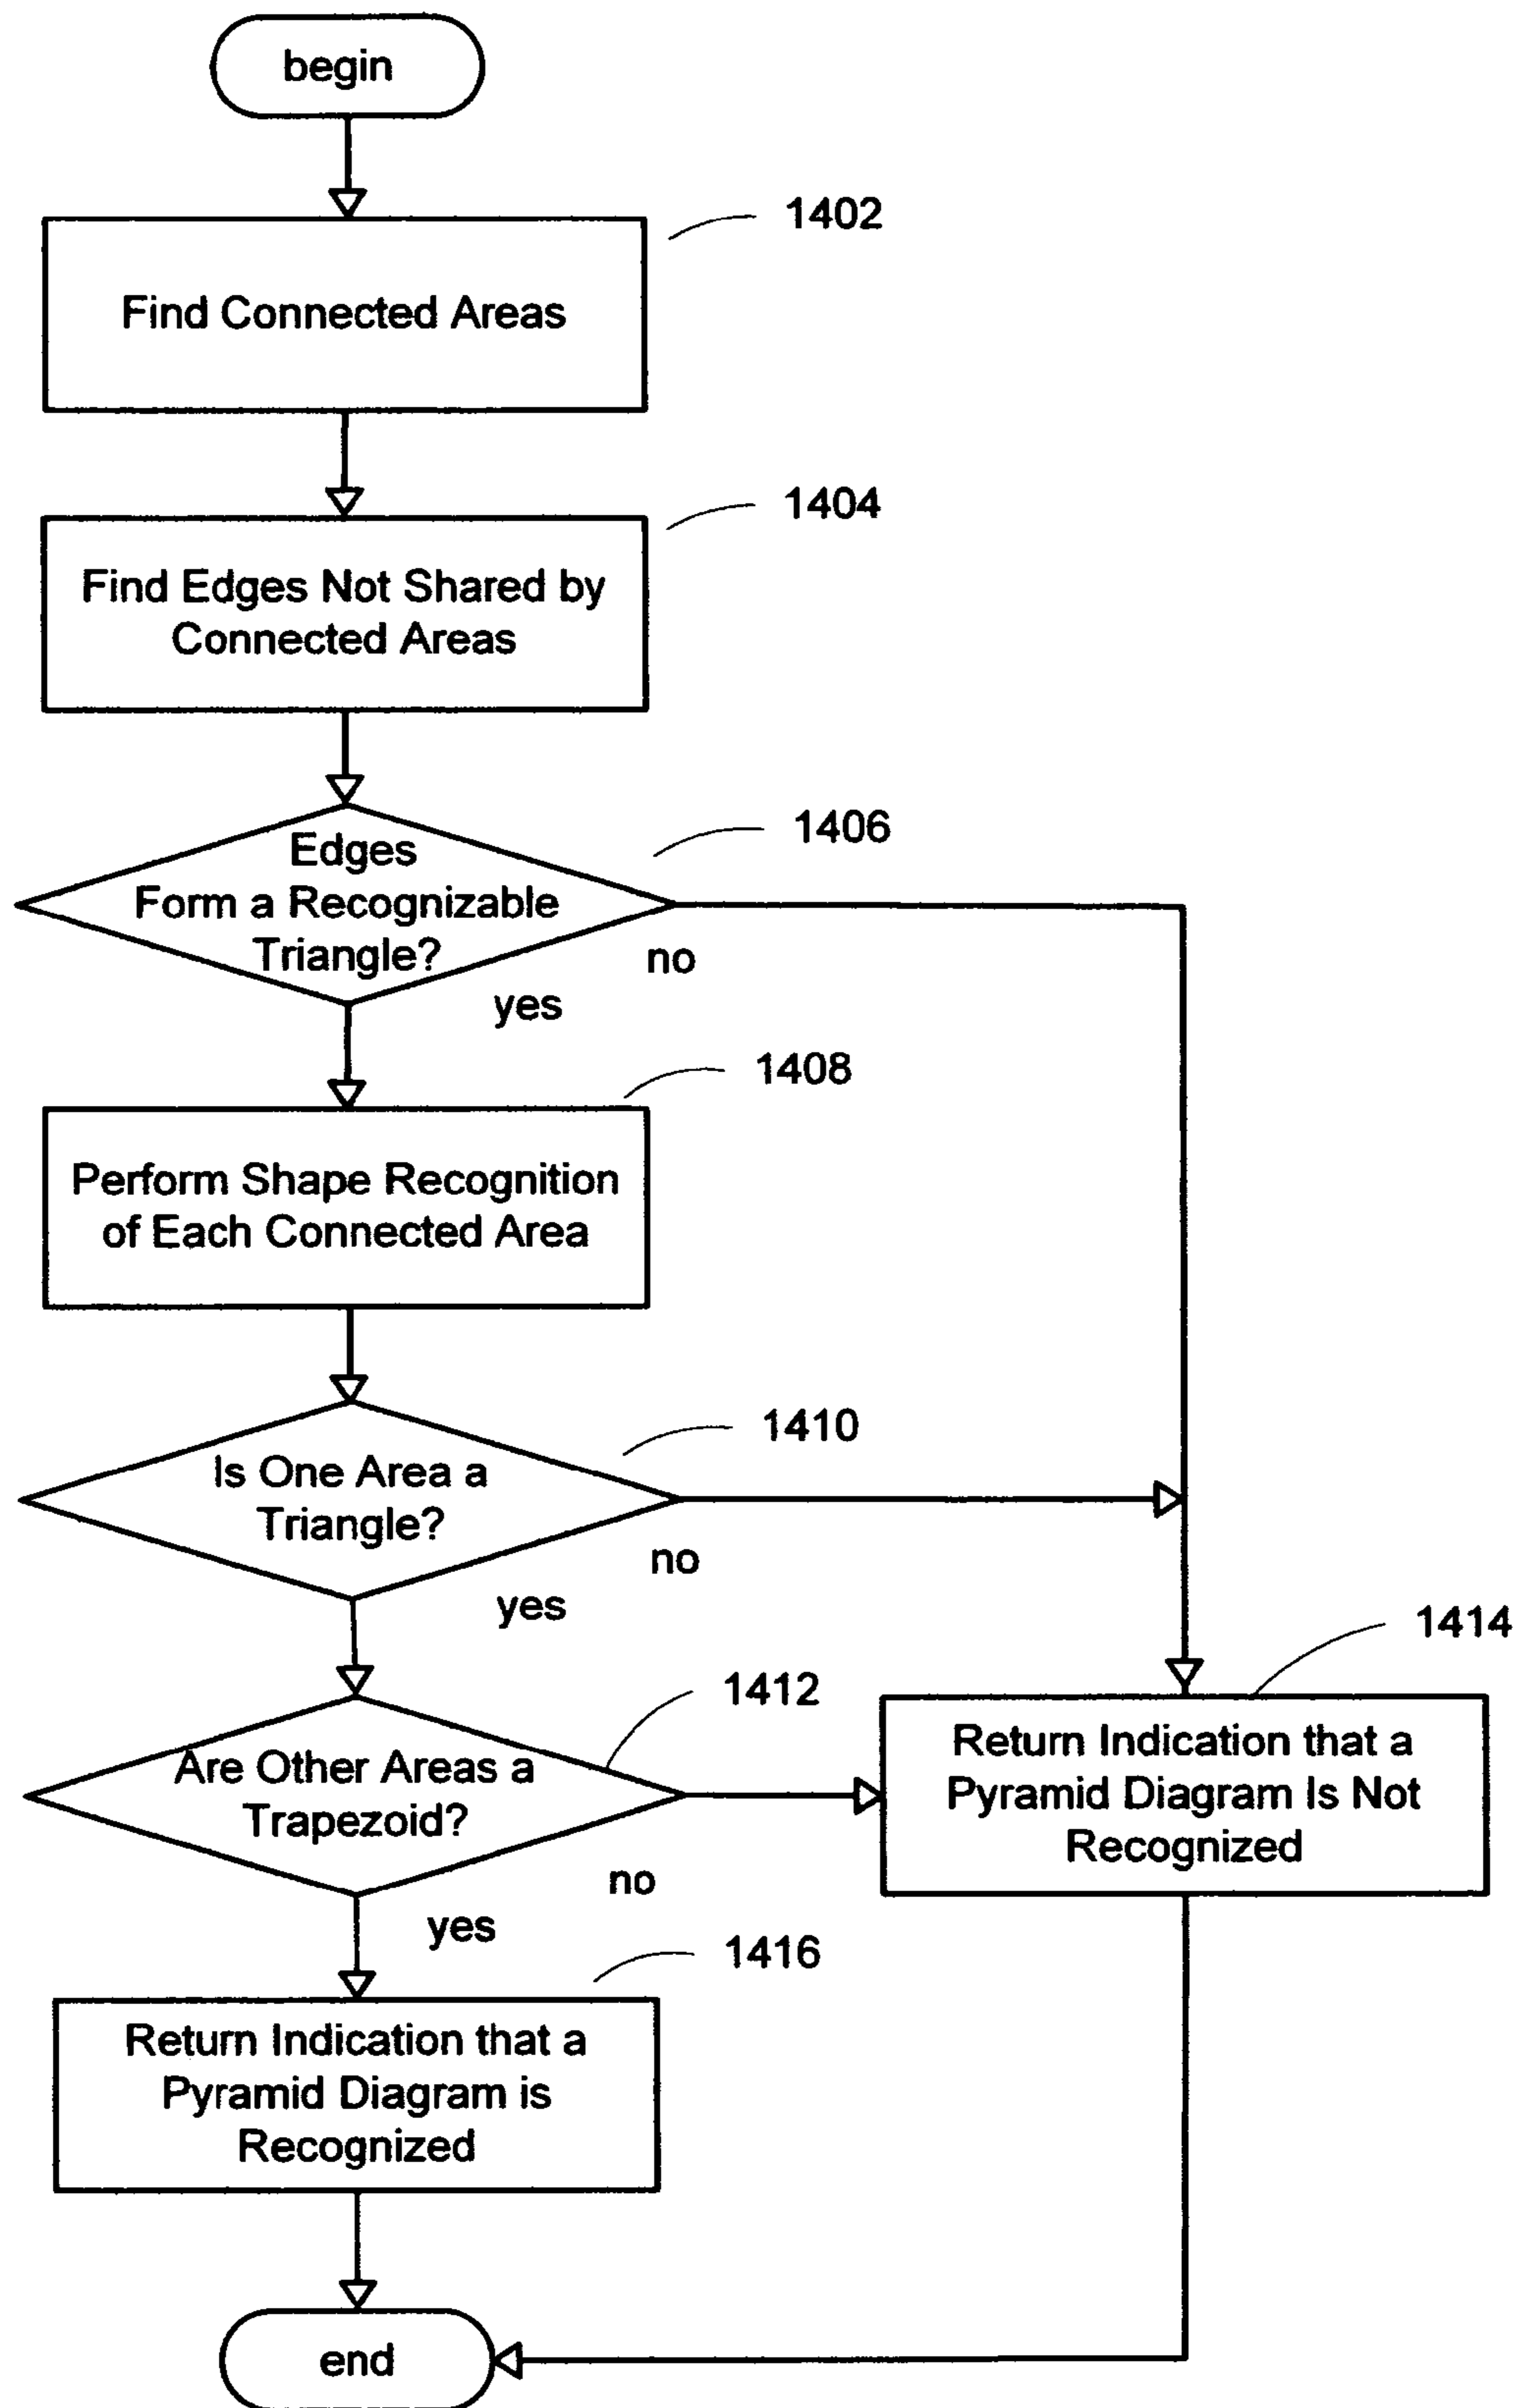 begin
1402
Find Connected Areas
1404
Find Edges Not Shared by
Connected Areas
1406
Edges
Form a Recognizable
Triangle?
no
yes
1408
Perform Shape Recognition
of Each Connected Area
1410
Is One Area a
Triangle?
no
yes
1412
Are Other Areas a
Trapezoid?
no
yes
1414
Return Indication that a
Pyramid Diagram Is Not
Recognized
1416
Return Indication that a
Pyramid Diagram is
Recognized
end